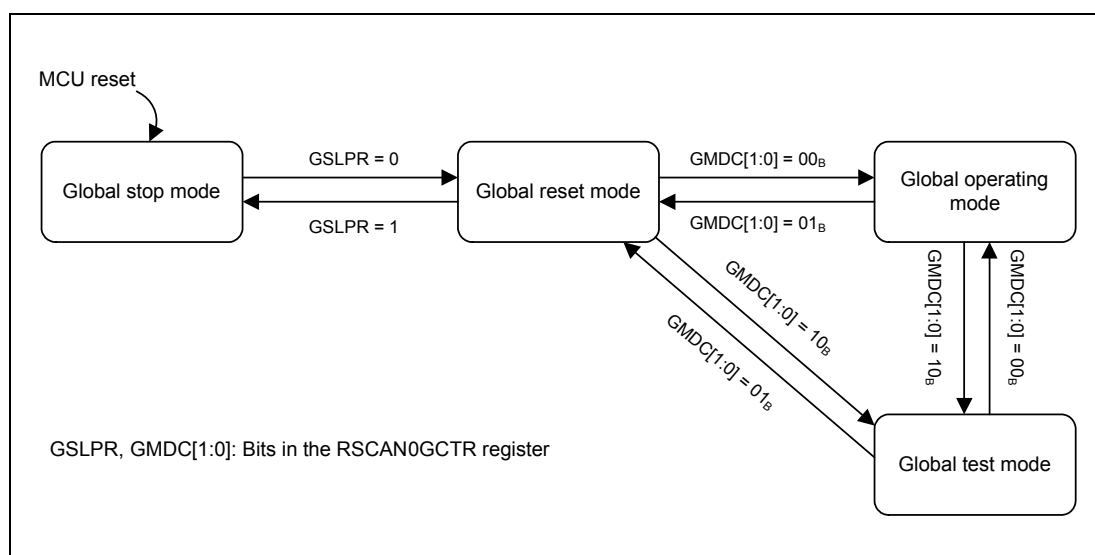 MCU reset
Global stop mode
GSLPR = 0
GSLPR = 1
Global reset mode
GMDC[1:0] = 00B
GMDC[1:0] = 01B
Global operating
mode
GMDC[1:0] = 10B
GMDC[1:0] = 01B
GMDC[1:0] = 10B
GMDC[1:0] = 00B
Global test mode
GSLPR, GMDC[1:0]: Bits in the RSCAN0GCTR register